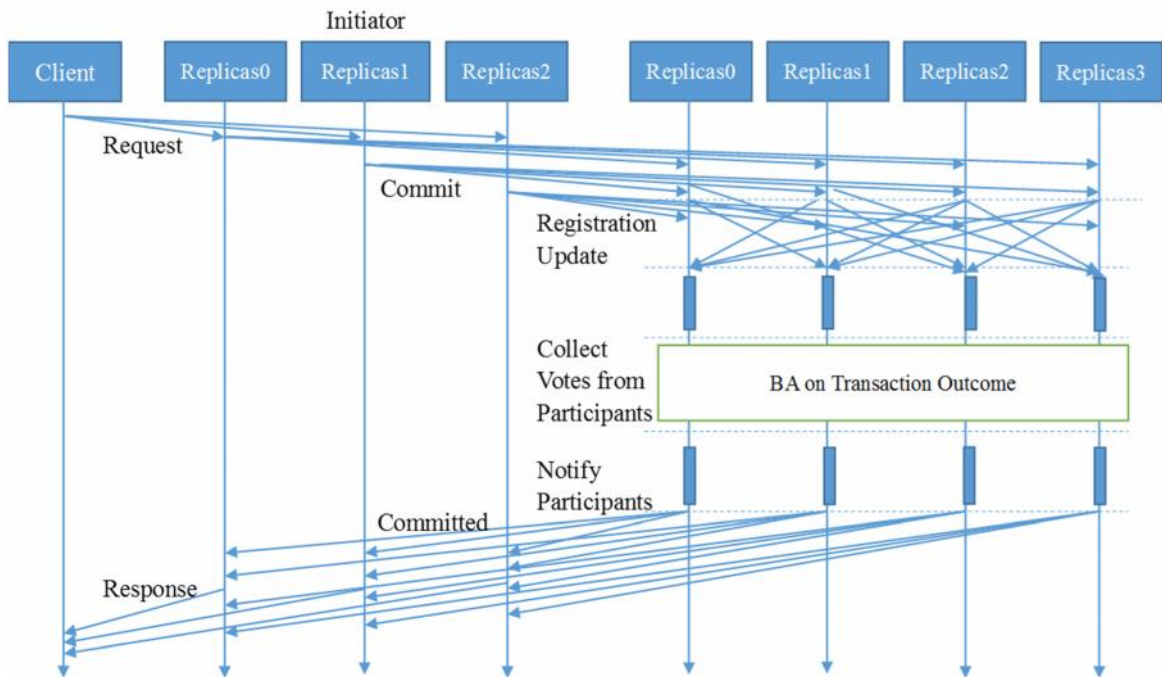 Initiator
Client
Replicas0
Replicas1
Replicas2
Replicas0
Replicas1
Replicas2
Replicas3
Request
Commit
Registration
Update
Collect
Votes from
Participants
BA on Transaction Outcome
Notify
Participants
Committed
Response